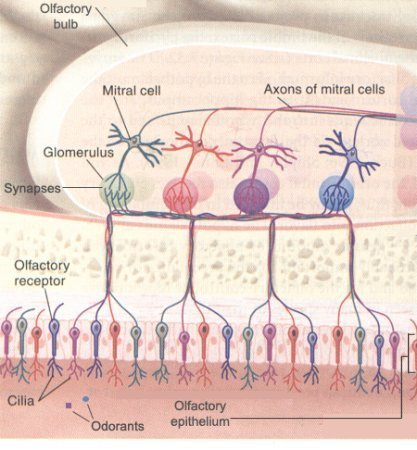 Olfactory
bulb
Mitral cell
Axons of mitral cells
Glomerulus
Synapses
Olfactory
receptor
Cilia
Odorants
Olfactory
epithelium